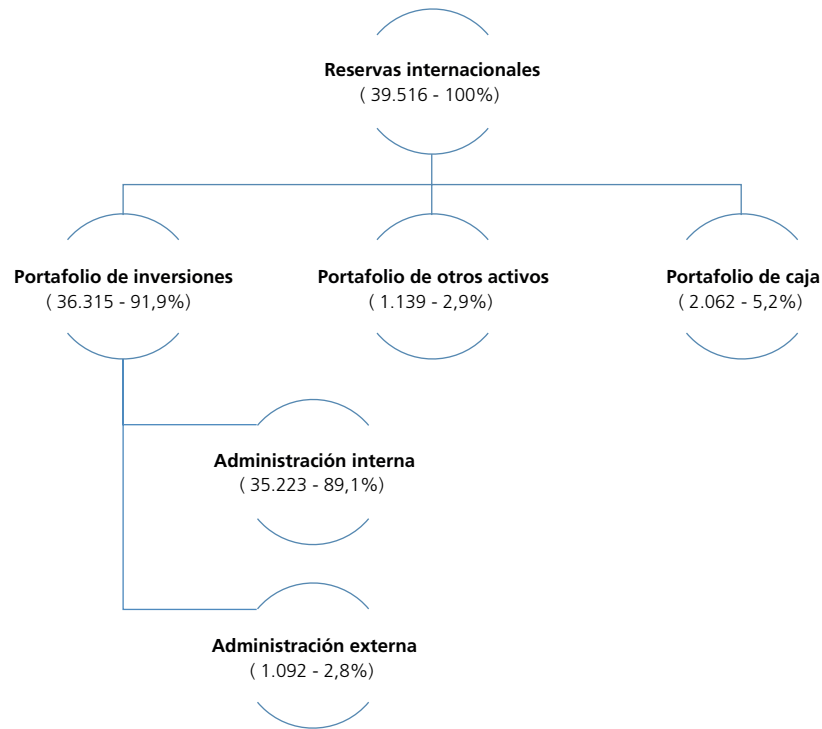 Reservas internacionales
( 39.516 - 100%)
Portafolio de inversiones
( 36.315 - 91,9%)
Portafolio de otros activos
( 1.139 - 2,9%)
Portafolio de caja
( 2.062 - 5,2%)
Administración interna
( 35.223 - 89,1%)
Administración externa
( 1.092 - 2,8%)